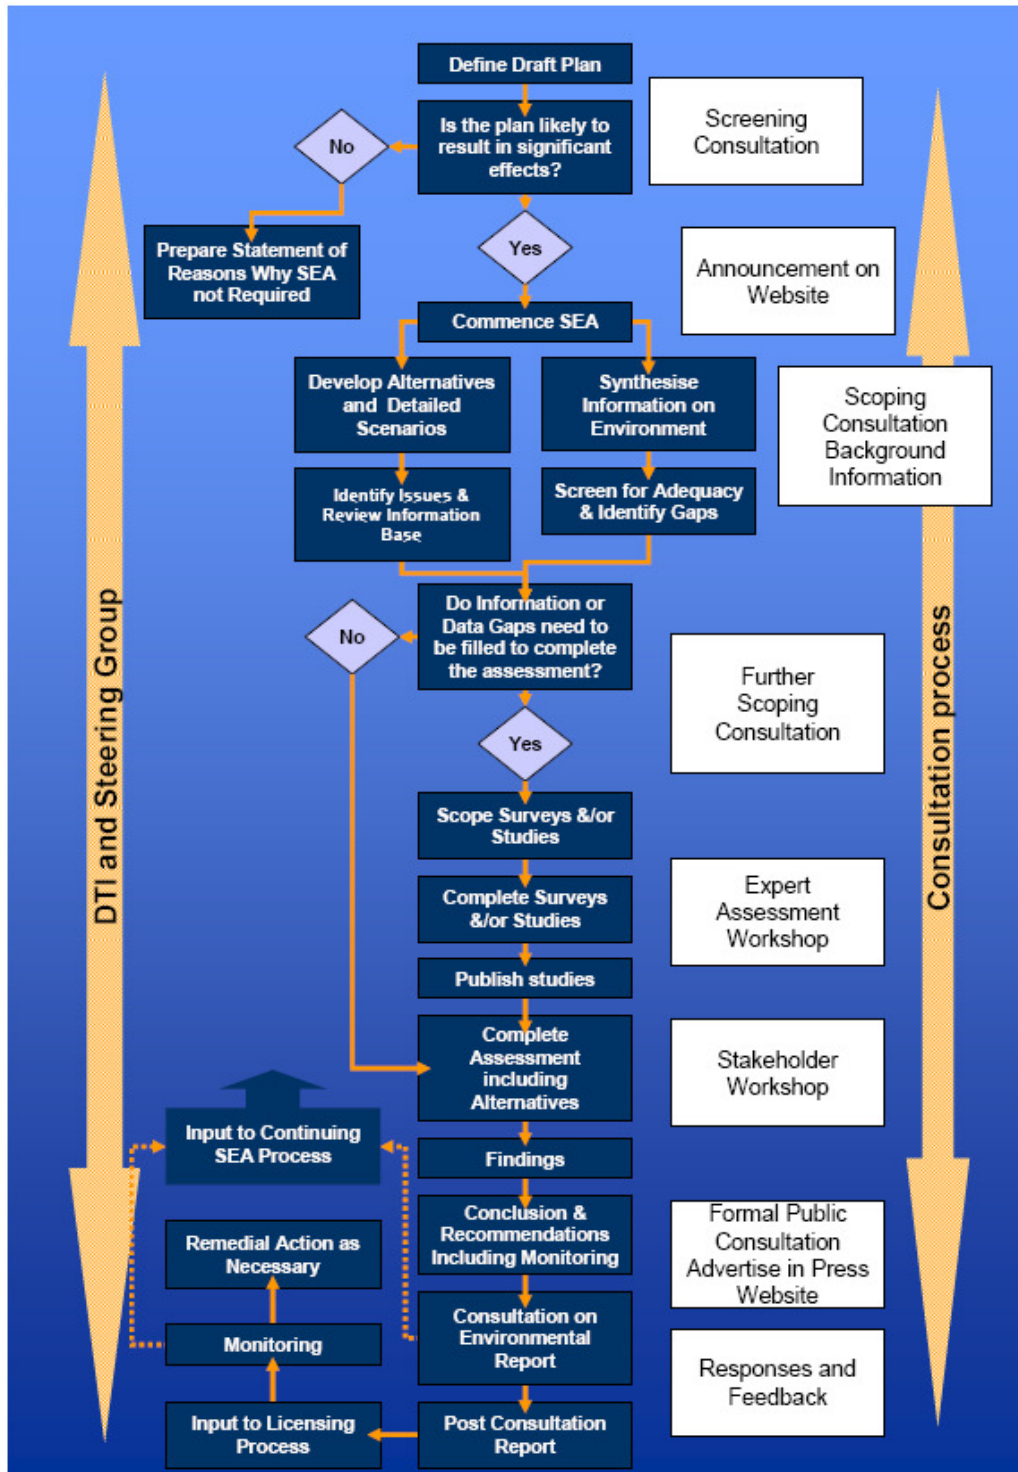 Define Draft Plan
Is the plan likely to
result in significant
effects?
No
Screening
Consultation
Yes
Prepare Statement of
Reasons Why SEA
not Required
Announcement on
Website
Commence SEA
Develop Alternatives
and Detailed
Scenarios
Synthesise
Information on
Environment
Scoping
Consultation
Background
Information
Identify Issues &
Review Information
Base
Screen for Adequacy
& Identify Gaps
DTI and Steering Group
Consultation process
Do Information or
Data Gaps need to
be filled to complete
the assessment?
No
Further
Scoping
Consultation
Yes
Scope Surveys &/or
Studies
Complete Surveys
&/or Studies
Expert
Assessment
Workshop
Publish studies
Complete
Assessment
including
Alternatives
Stakeholder
Workshop
Input to Continuing
SEA Process
Findings
Conclusion &
Recommendations
Including Monitoring
Formal Public
Consultation
Advertise in Press
Website
Remedial Action as
Necessary
Consultation on
Environmental
Report
Monitoring
Responses and
Feedback
Input to Licensing
Process
Post Consultation
Report